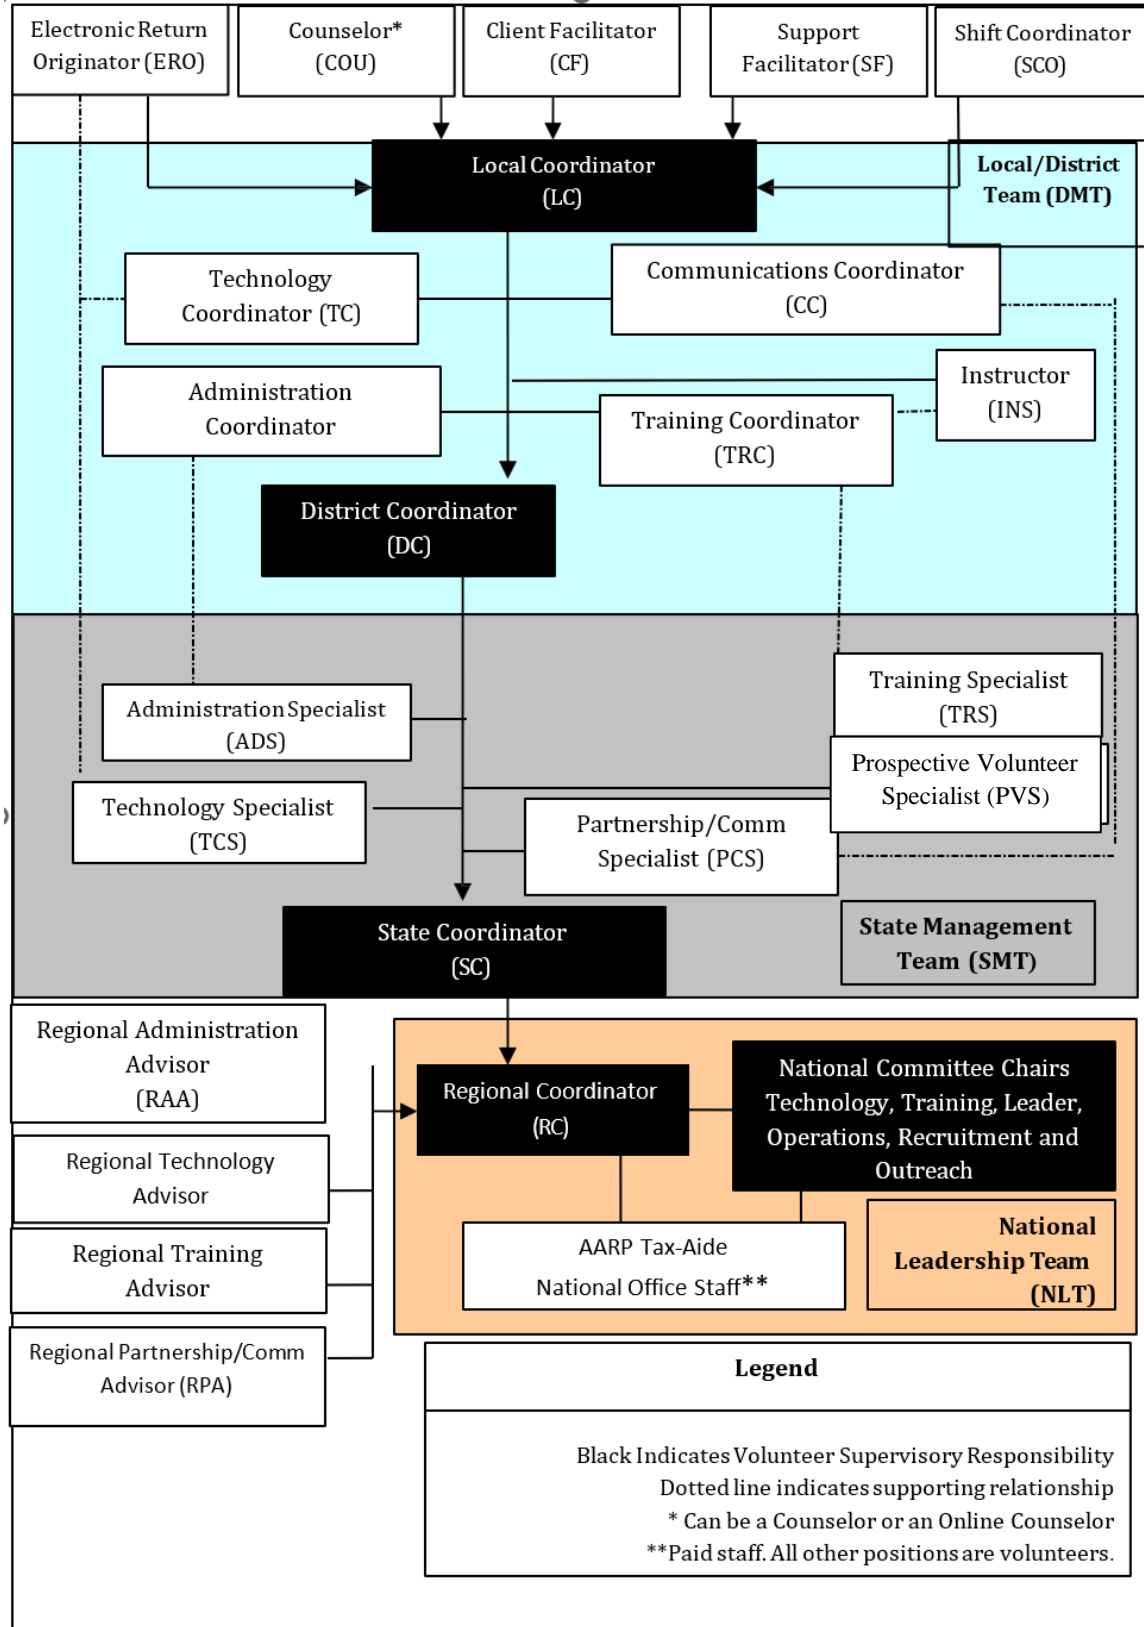 Electronic Return
Originator (ERO)
Counselor*
(COU)
Client Facilitator
(CF)
Support
Facilitator (SF)
Shift Coordinator
(SCO)
Local Coordinator
(LC)
Local/District
Team (DMT)
Technology
Coordinator (TC)
Communications Coordinator
(CC)
Administration
Coordinator
Instructor
(INS)
Training Coordinator
(TRC)
District Coordinator
(DC)
Training Specialist
(TRS)
Administration Specialist
(ADS)
Prospective Volunteer
Specialist (PVS)
Technology Specialist
(TCS)
Partnership/Comm
Specialist (PCS)
State Coordinator
(SC)
State Management
Team (SMT)
Regional Administration
Advisor
(RAA)
Regional Coordinator
(RC)
National Committee Chairs
Technology, Training, Leader,
Operations, Recruitment and
Outreach
Regional Technology
Advisor
Regional Training
Advisor
AARP Tax-Aide
National Office Staff**
National
Leadership Team
(NLT)
Regional Partnership/Comm
Advisor (RPA)
Legend
Black Indicates Volunteer Supervisory Responsibility
Dotted line indicates supporting relationship
* Can be a Counselor or an Online Counselor
**Paid staff. All other positions are volunteers.